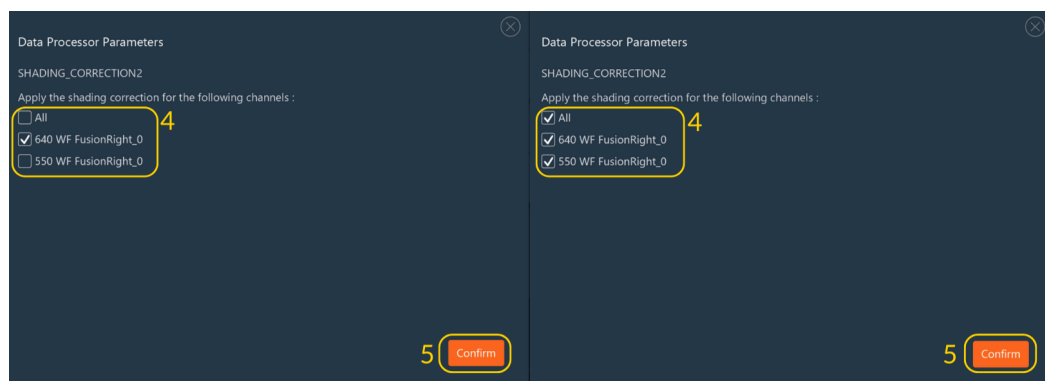 Data Processor Parameters
SHADING_CORRECTION2
Apply the shading correction for the following channels :
All
640 WF FusionRight_0
550 WF FusionRight_0
4
5
Confirm
Data Processor Parameters
SHADING_CORRECTION2
Apply the shading correction for the following channels :
All
640 WF FusionRight_0
550 WF FusionRight_0
4
5
Confirm